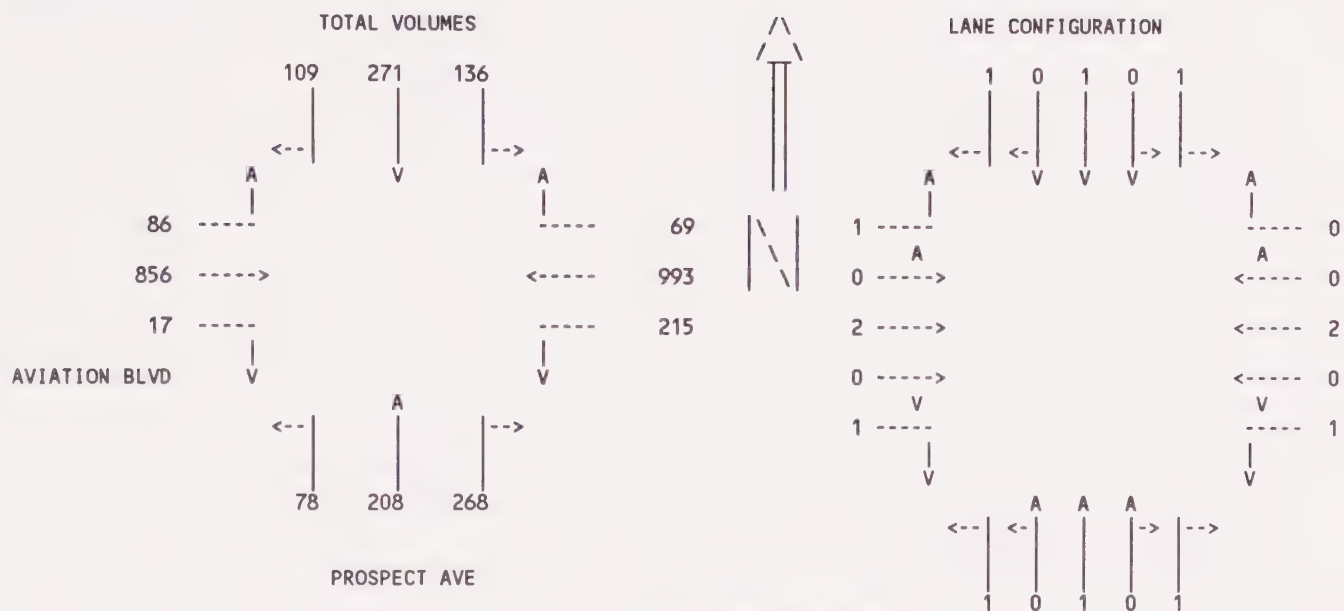 TOTAL VOLUMES
LANE CONFIGURATION
109 271 136
1 0 1 0 1
<-- -->
<-- <- -> -->
A V A
A V V V A
86 ----- ----- 69
1 ----- ----- 0
A A
856 -----> <----- 993
N
0 -----> <----- 0
17 ----- ----- 215
2 -----> <----- 2
AVIATION BLVD V V
0 -----> <----- 0
A
V V
<-- -->
1 ----- ----- 1
V V
78 208 268
A A A
<-- <- -> -->
PROSPECT AVE
1 0 1 0 1